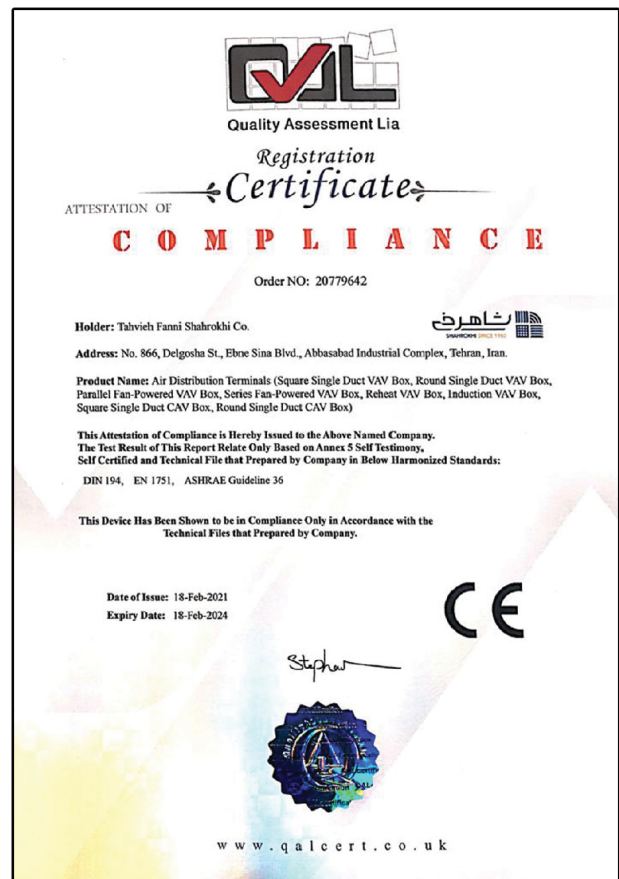 QAL
Quality Assessment Lia
Registration
Certificate
ATTESTATION OF
COMPLIANCE
Order NO: 20779642
Holder: Tahvieh Fanni Shahrokhi Co.
شاهرخی
SHAHROKHI SINCE
Address: No. 866, Delgosha St., Ebne Sina Blvd., Abbasabad Industrial Complex, Tehran, Iran.
Product Name: Air Distribution Terminals (Square Single Duct VAV Box, Round Single Duct VAV Box,
Parallel Fan-Powered VAV Box, Series Fan-Powered VAV Box, Reheat VAV Box, Induction VAV Box,
Square Single Duct CAV Box, Round Single Duct CAV Box)
This Attestation of Compliance is Hereby Issued to the Above Named Company.
The Test Result of This Report Relate Only Based on Annex 5 Self Testimony,
Self Certified and Technical File that Prepared by Company in Below Harmonized Standards:
DIN 194, EN 1751, ASHRAE Guideline 36
This Device Has Been Shown to be in Compliance Only in Accordance with the
Technical Files that Prepared by Company.
Date of Issue: 18-Feb-2021
Expiry Date: 18-Feb-2024
CE
Stephan
www.qalcert.co.uk